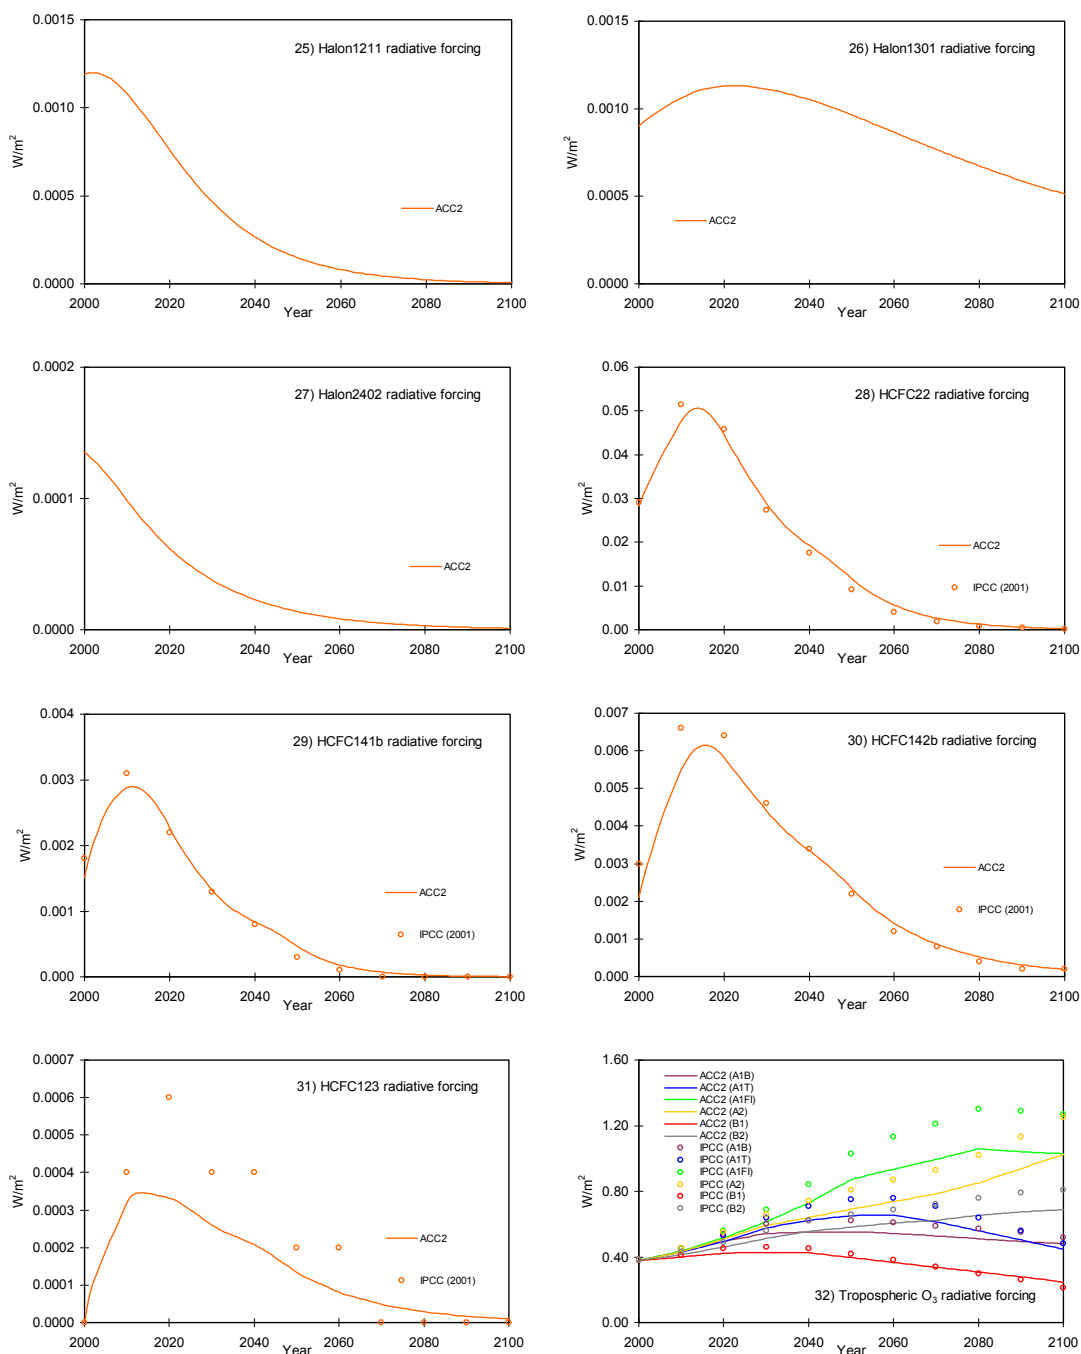 25) Halon1211 radiative forcing
W/m²
0.0015
0.0010
0.0005
0.0000
2000 2020 2040 2060 2080 2100
Year
ACC2
26) Halon1301 radiative forcing
W/m²
0.0015
0.0010
0.0005
0.0000
2000 2020 2040 2060 2080 2100
Year
ACC2
27) Halon2402 radiative forcing
W/m²
0.0002
0.0001
0.0000
2000 2020 2040 2060 2080 2100
Year
ACC2
28) HCFC22 radiative forcing
W/m²
0.06
0.05
0.04
0.03
0.02
0.01
0.00
2000 2020 2040 2060 2080 2100
Year
ACC2
IPCC (2001)
29) HCFC141b radiative forcing
W/m²
0.004
0.003
0.002
0.001
0.000
2000 2020 2040 2060 2080 2100
Year
ACC2
IPCC (2001)
30) HCFC142b radiative forcing
W/m²
0.007
0.006
0.005
0.004
0.003
0.002
0.001
0.000
2000 2020 2040 2060 2080 2100
Year
ACC2
IPCC (2001)
31) HCFC123 radiative forcing
W/m²
0.0007
0.0006
0.0005
0.0004
0.0003
0.0002
0.0001
0.0000
2000 2020 2040 2060 2080 2100
Year
ACC2
IPCC (2001)
W/m²
1.60
1.20
0.80
0.40
0.00
ACC2 (A1B)
ACC2 (A1T)
ACC2 (A1FI)
ACC2 (A2)
ACC2 (B1)
ACC2 (B2)
IPCC (A1B)
IPCC (A1T)
IPCC (A1FI)
IPCC (A2)
IPCC (B1)
IPCC (B2)
32) Tropospheric O₃ radiative forcing
2000 2020 2040 2060 2080 2100
Year